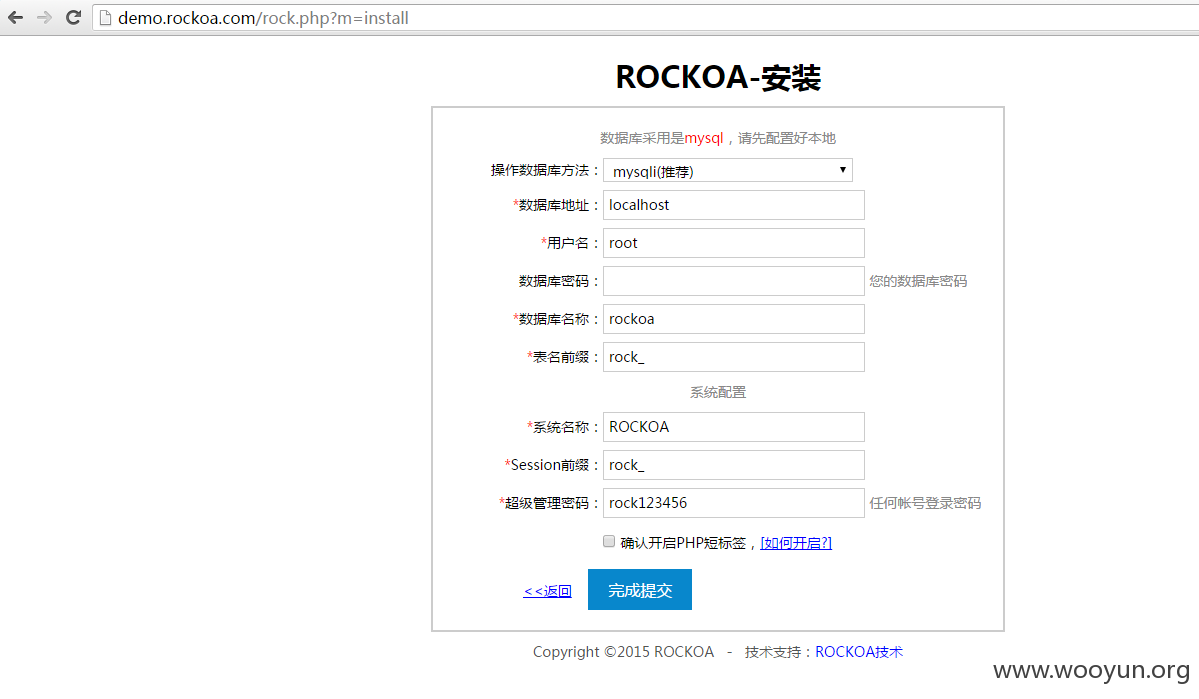 demo.rockoa.com/rock.php?m=install
ROCKOA-安装
数据库采用是mysql，请先配置好本地
操作数据库方法： mysqli(推荐)
*数据库地址： localhost
*用户名： root
数据库密码： 您的数据库密码
*数据库名称： rockoa
*表名前缀： rock_
系统配置
*系统名称： ROCKOA
*Session前缀： rock_
*超级管理密码： rock123456 任何帐号登录密码
确认开启PHP短标签，[如何开启?]
<<返回 完成提交
Copyright ©2015 ROCKOA - 技术支持：ROCKOA技术
www.wooyun.org